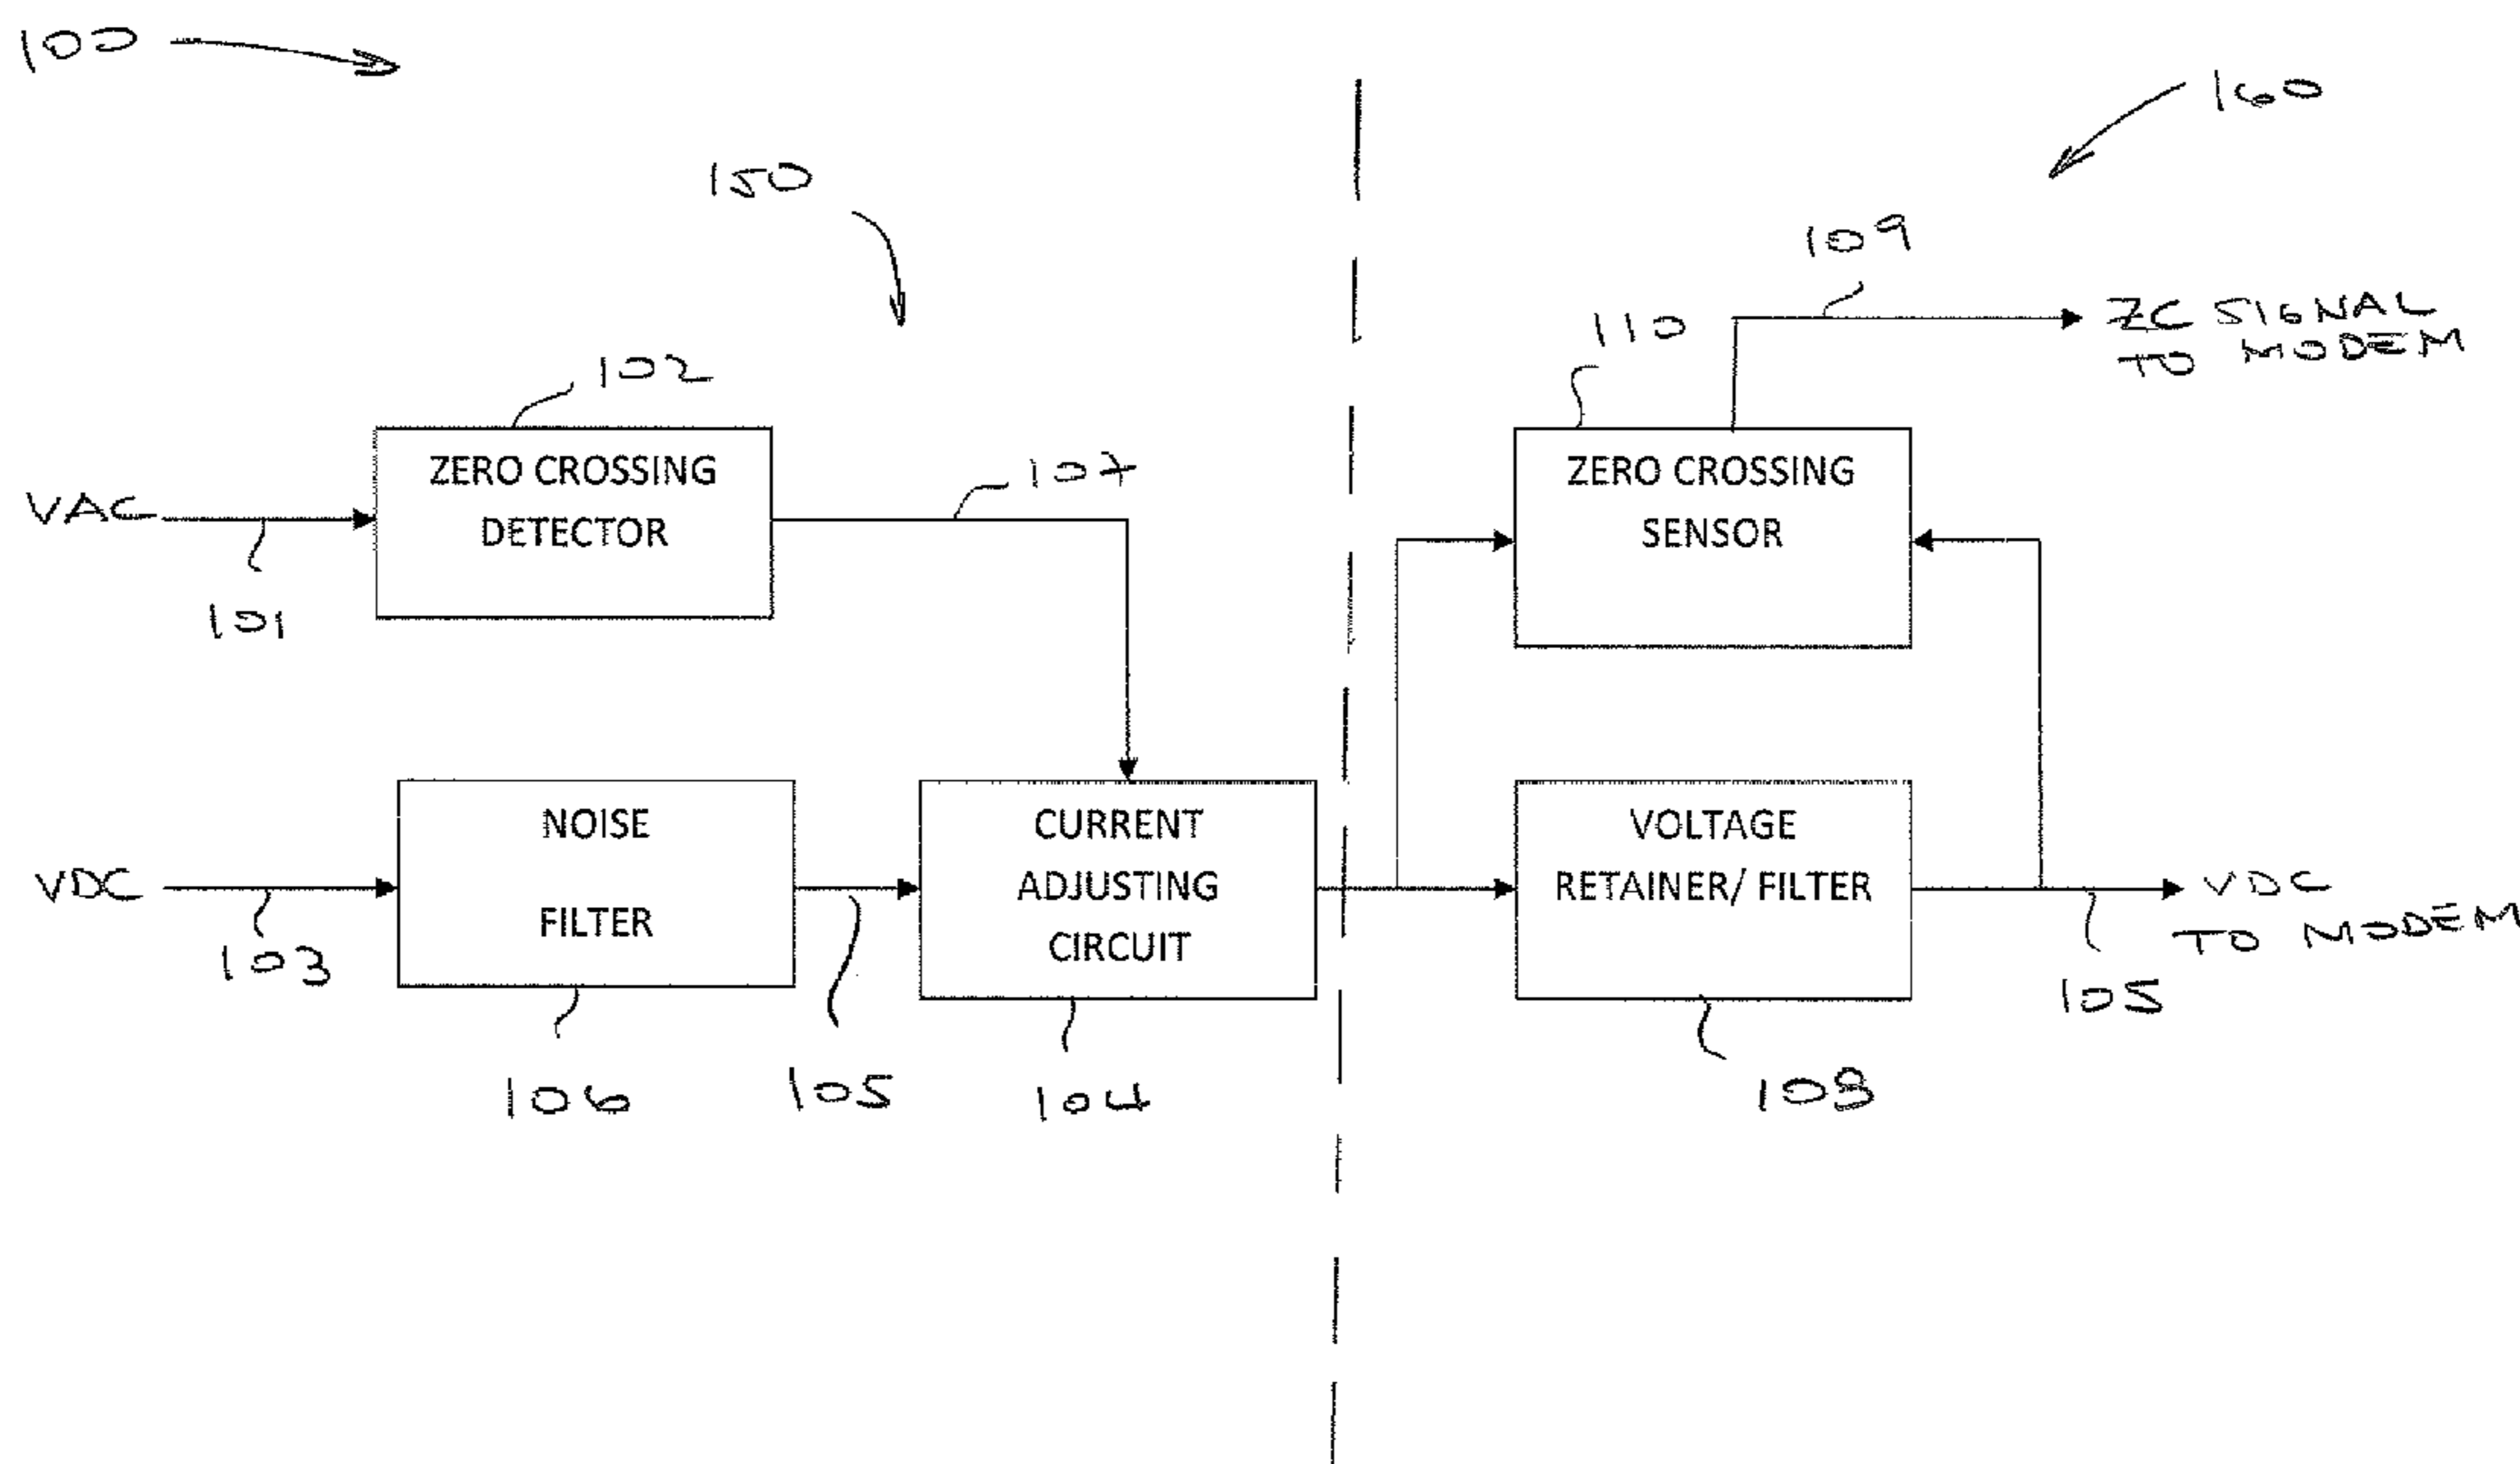 100
160
150
109
110
ZC SIGNAL
TO MODEM
102
ZERO CROSSING
DETECTOR
107
ZERO CROSSING
SENSOR
VAC
101
NOISE
FILTER
CURRENT
ADJUSTING
CIRCUIT
VOLTAGE
RETAINER/ FILTER
VDC
103
VDC
TO MODEM
105
106
105
104
108